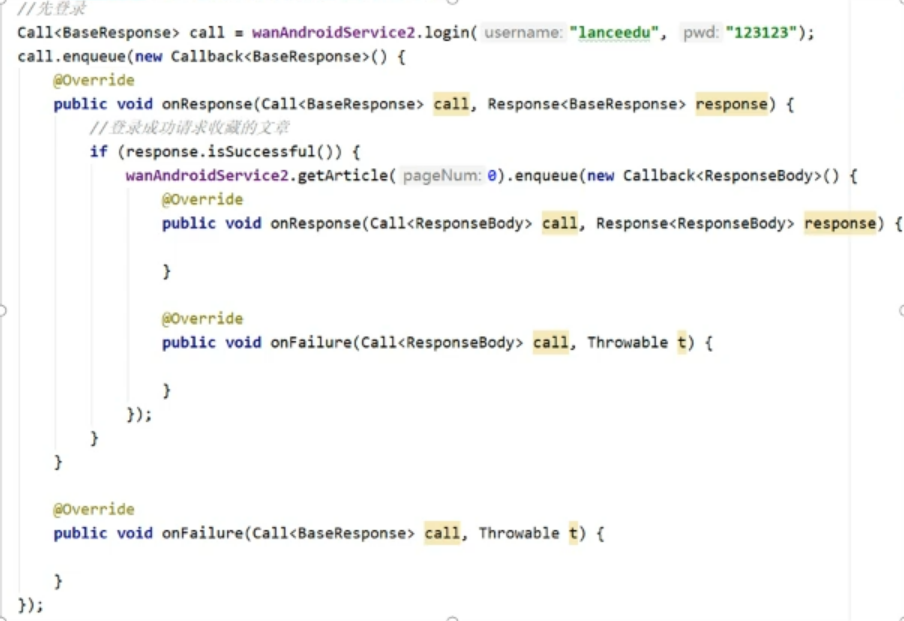 //先登录
Call<BaseResponse> call = wanAndroidService2.login( username: "lanceedu", pwd: "123123");
call.enqueue(new Callback<BaseResponse>() {
@Override
public void onResponse(Call<BaseResponse> call, Response<BaseResponse> response) {
//登录成功请求收藏的文章
if (response.isSuccessful()) {
wanAndroidService2.getArticle( pageNum: 0).enqueue(new Callback<ResponseBody>() {
@Override
public void onResponse(Call<ResponseBody> call, Response<ResponseBody> response) {
}
@Override
public void onFailure(Call<ResponseBody> call, Throwable t) {
}
});
}
}
@Override
public void onFailure(Call<BaseResponse> call, Throwable t) {
}
});